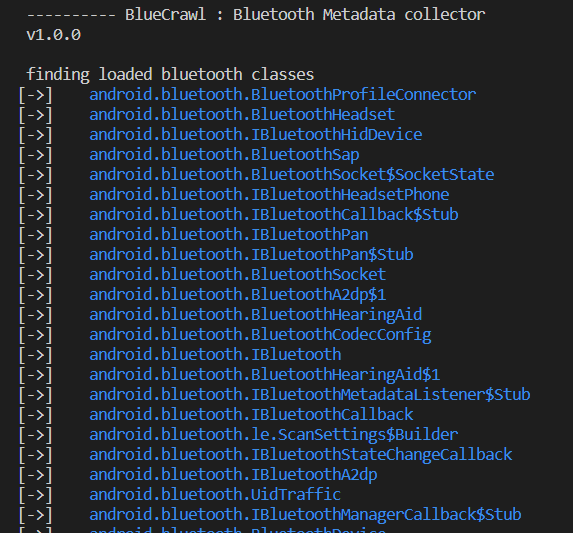 ---------- BlueCrawl : Bluetooth Metadata collector
v1.0.0
finding loaded bluetooth classes
[->] android.bluetooth.BluetoothProfileConnector
[->] android.bluetooth.BluetoothHeadset
[->] android.bluetooth.IBluetoothHidDevice
[->] android.bluetooth.BluetoothSap
[->] android.bluetooth.BluetoothSocket$SocketState
[->] android.bluetooth.IBluetoothHeadsetPhone
[->] android.bluetooth.IBluetoothCallback$Stub
[->] android.bluetooth.IBluetoothPan
[->] android.bluetooth.IBluetoothPan$Stub
[->] android.bluetooth.BluetoothSocket
[->] android.bluetooth.BluetoothA2dp$1
[->] android.bluetooth.BluetoothHearingAid
[->] android.bluetooth.BluetoothCodecConfig
[->] android.bluetooth.IBluetooth
[->] android.bluetooth.BluetoothHearingAid$1
[->] android.bluetooth.IBluetoothMetadataListener$Stub
[->] android.bluetooth.IBluetoothCallback
[->] android.bluetooth.le.ScanSettings$Builder
[->] android.bluetooth.IBluetoothStateChangeCallback
[->] android.bluetooth.IBluetoothA2dp
[->] android.bluetooth.UidTraffic
[->] android.bluetooth.IBluetoothManagerCallback$Stub
[->] android.bluetooth.BluetoothDevice